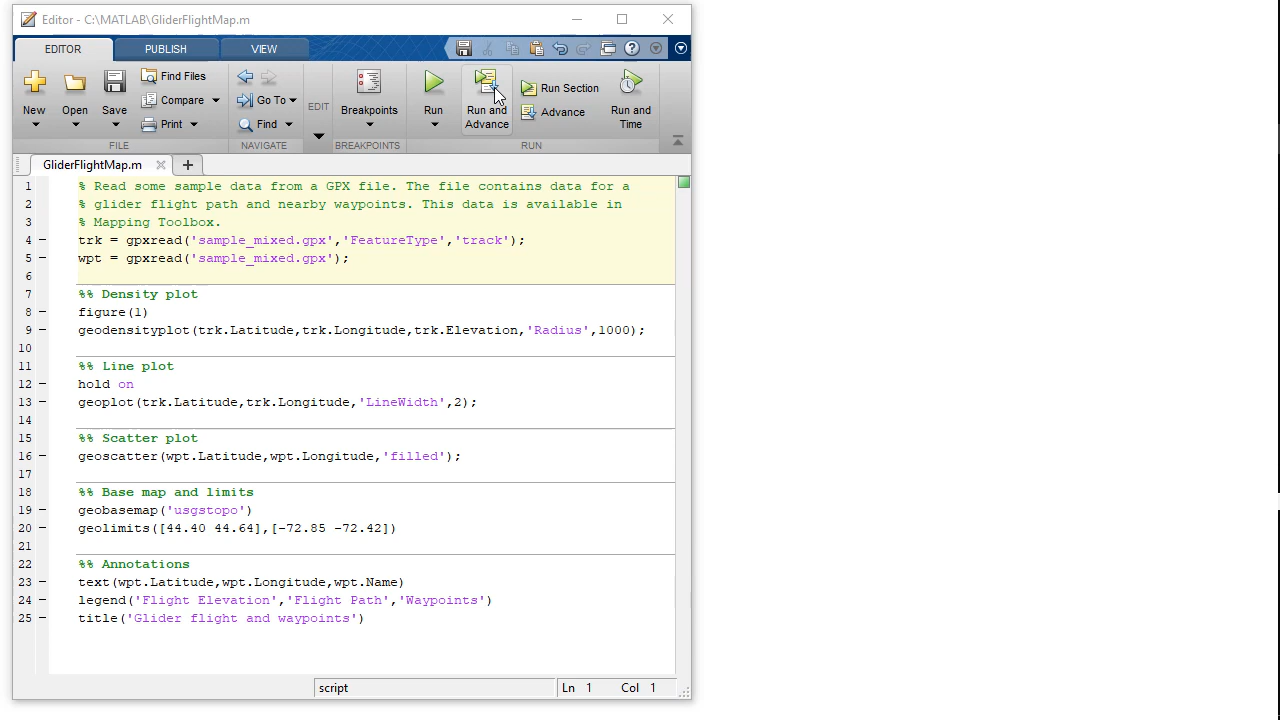 Editor - C:\MATLAB\GliderFlightMap.m
EDITOR PUBLISH VIEW
New
Open
Save
Find Files
Compare
Print
FILE
Go To
Find
NAVIGATE
EDIT
Breakpoints
BREAKPOINTS
Run
Run and
Advance
Run Section
Advance
Run and
Time
RUN
GliderFlightMap.m
1 % Read some sample data from a GPX file. The file contains data for a
2 % glider flight path and nearby waypoints. This data is available in
3 % Mapping Toolbox.
4 – trk = gpxread('sample_mixed.gpx','FeatureType','track');
5 – wpt = gpxread('sample_mixed.gpx');
6
7 %% Density plot
8 – figure(1)
9 – geodensityplot(trk.Latitude,trk.Longitude,trk.Elevation,'Radius',1000);
10
11 %% Line plot
12 – hold on
13 – geoplot(trk.Latitude,trk.Longitude,'LineWidth',2);
14
15 %% Scatter plot
16 – geoscatter(wpt.Latitude,wpt.Longitude,'filled');
17
18 %% Base map and limits
19 – geobasemap('usgstopo')
20 – geolimits([44.40 44.64],[-72.85 -72.42])
21
22 %% Annotations
23 – text(wpt.Latitude,wpt.Longitude,wpt.Name)
24 – legend('Flight Elevation','Flight Path','Waypoints')
25 – title('Glider flight and waypoints')
script Ln 1 Col 1